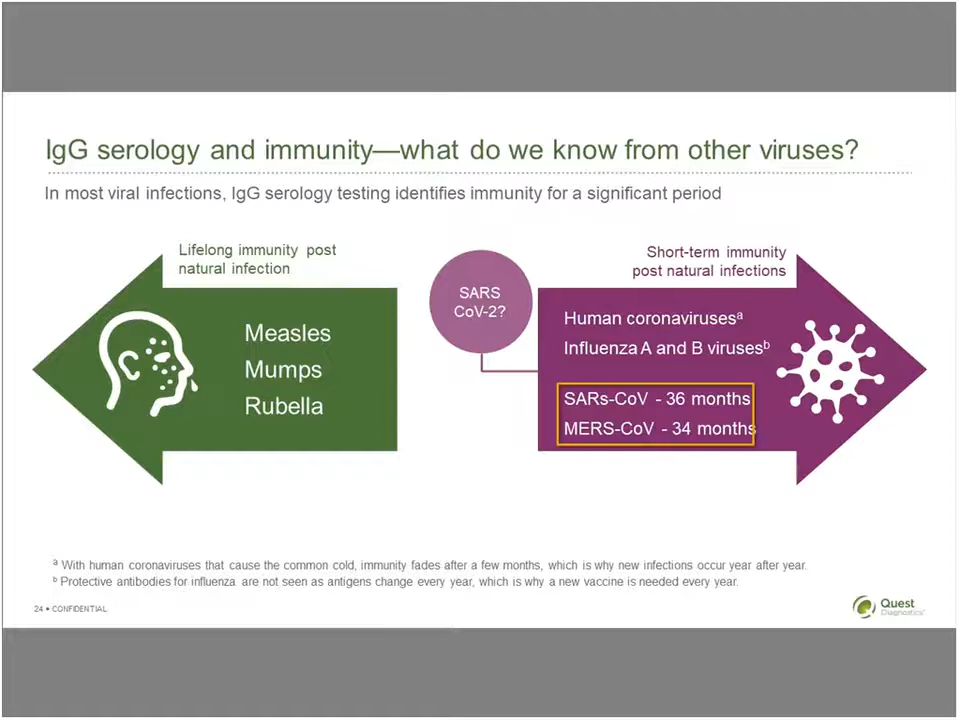 IgG serology and immunity—what do we know from other viruses?
In most viral infections, IgG serology testing identifies immunity for a significant period
Lifelong immunity post
natural infection
Measles
Mumps
Rubella
SARS
CoV-2?
Short-term immunity
post natural infections
Human coronavirusesᵃ
Influenza A and B virusesᵇ
SARs-CoV - 36 months
MERS-CoV - 34 months
ᵃ With human coronaviruses that cause the common cold, immunity fades after a few months, which is why new infections occur year after year.
ᵇ Protective antibodies for influenza are not seen as antigens change every year, which is why a new vaccine is needed every year.
24 • CONFIDENTIAL
Quest
Diagnostics